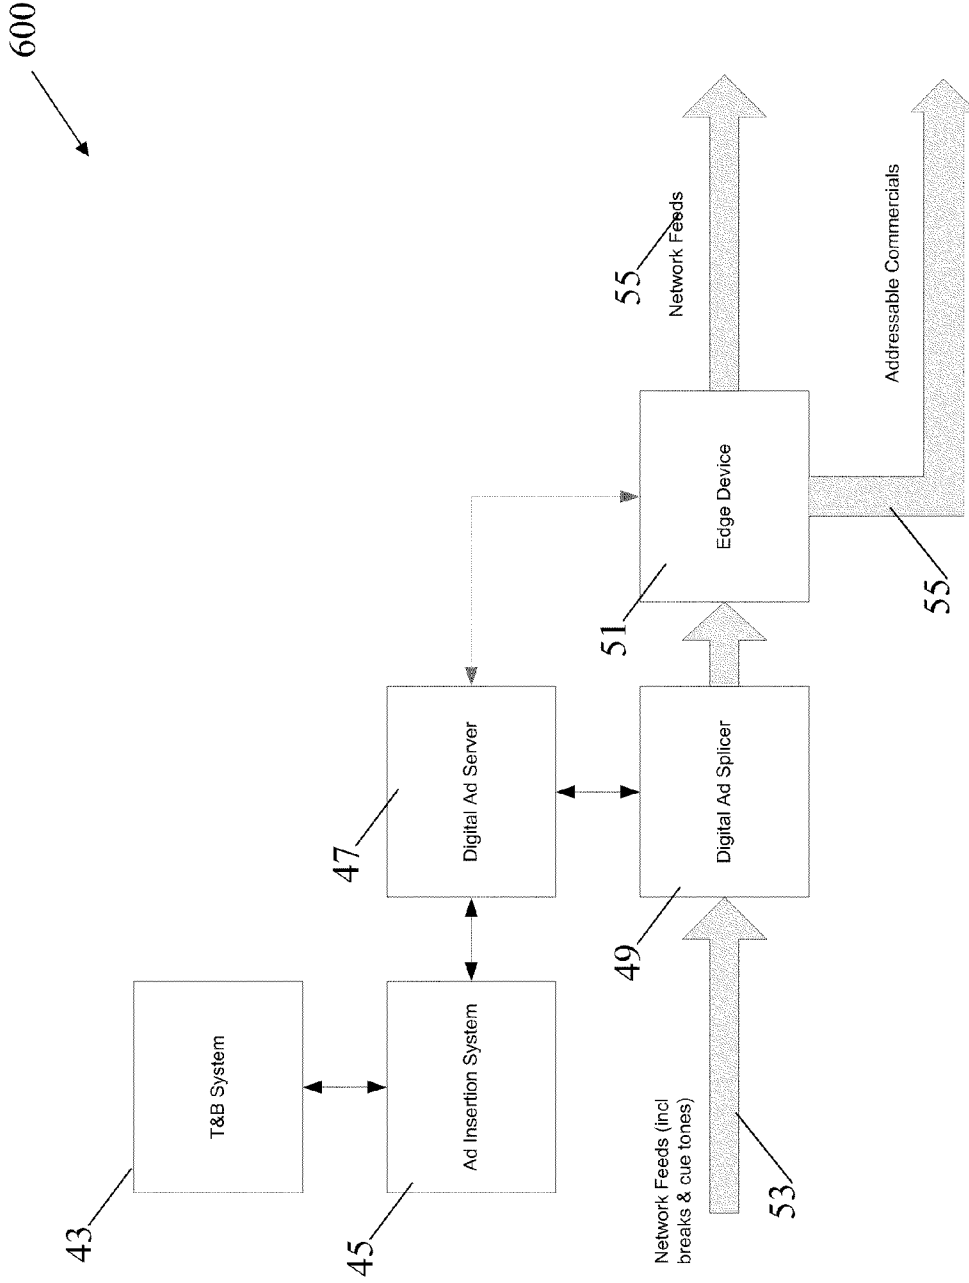 600
43
T&B System
47
45
Ad Insertion System
Digital Ad Server
49
51
55
Network Feeds (incl
breaks & cue tones)
Network Feeds
Digital Ad Splicer
Edge Device
53
Addressable Commercials
55